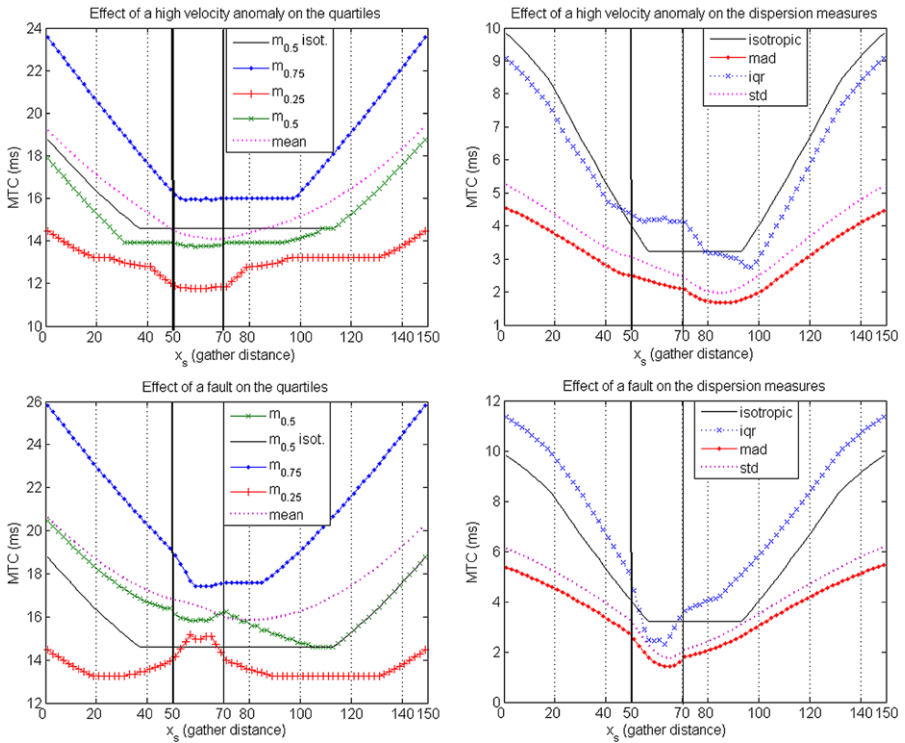 Effect of a high velocity anomaly on the quartiles
24
22
20
18
16
14
12
10
MTC (ms)
m0.5 isot.
m0.75
m0.25
m0.5
mean
0 20 40 50 60 70 80 100 120 140 150
xs (gather distance)
Effect of a high velocity anomaly on the dispersion measures
10
9
8
7
6
5
4
3
2
1
MTC (ms)
isotropic
mad
iqr
std
0 20 40 50 60 70 80 100 120 140 150
xs (gather distance)
Effect of a fault on the quartiles
26
24
22
20
18
16
14
12
MTC (ms)
m0.5
m0.5 isot.
m0.75
m0.25
mean
0 20 40 50 60 70 80 100 120 140 150
xs (gather distance)
Effect of a fault on the dispersion measures
12
10
8
6
4
2
0
MTC (ms)
isotropic
iqr
mad
std
0 20 40 50 60 70 80 100 120 140 150
xs (gather distance)